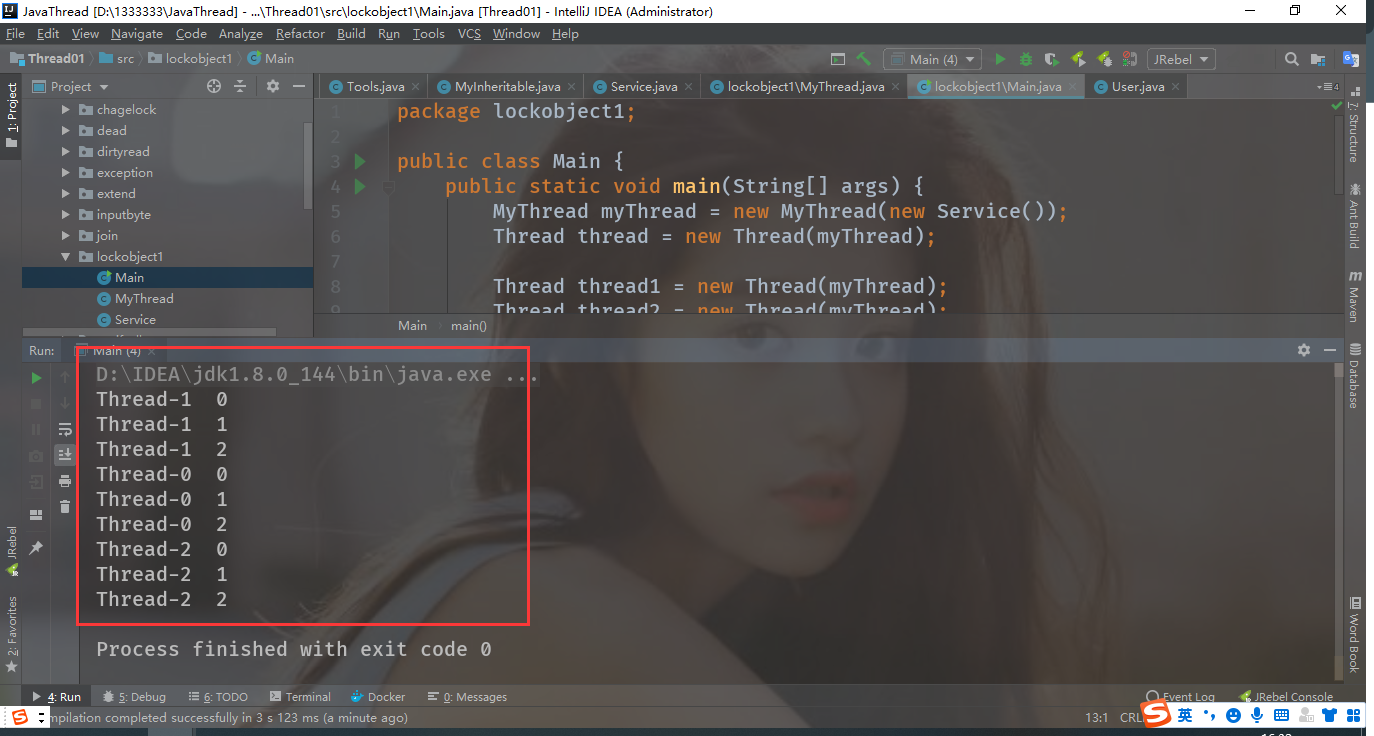 JavaThread [D:\1333333\JavaThread] - ...\Thread01\src\lockobject1\Main.java [Thread01] - IntelliJ IDEA (Administrator)
File Edit View Navigate Code Analyze Refactor Build Run Tools VCS Window Help
Thread01 src lockobject1 Main Main (4) JRebel
1: Project
Project
Tools.java MyInheritable.java Service.java lockobject1\MyThread.java lockobject1\Main.java User.java
4
chagelock
dead
dirtyread
exception
extend
inputbyte
join
lockobject1
Main
MyThread
Service
1 package lockobject1;
2
3 public class Main {
4 public static void main(String[] args) {
5 MyThread myThread = new MyThread(new Service());
6 Thread thread = new Thread(myThread);
7
8 Thread thread1 = new Thread(myThread);
9 Thread thread2 = new Thread(myThread);
Main main()
7: Structure
Ant Build
Maven
Database
Word Book
Run: Main (4)
D:\IDEA\jdk1.8.0_144\bin\java.exe ...
Thread-1 0
Thread-1 1
Thread-1 2
Thread-0 0
Thread-0 1
Thread-0 2
Thread-2 0
Thread-2 1
Thread-2 2
Process finished with exit code 0
JRebel
2: Favorites
4: Run 5: Debug 6: TODO Terminal Docker 0: Messages Event Log JRebel Console
mpilation completed successfully in 3 s 123 ms (a minute ago) 13:1 CRL
英